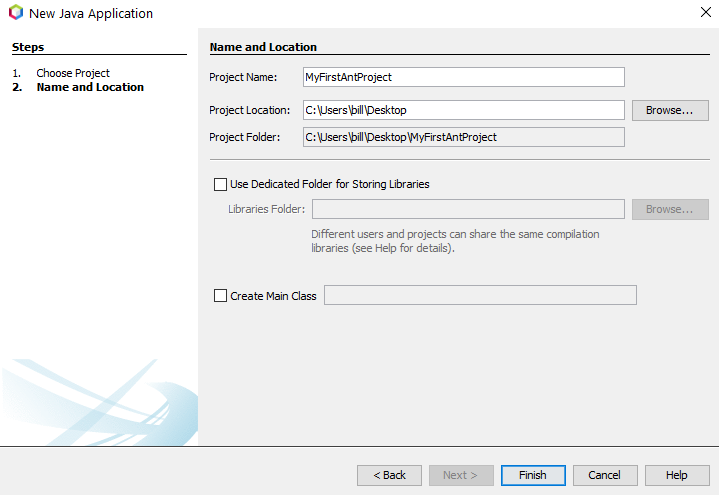 New Java Application
Steps
1. Choose Project
2. Name and Location
Name and Location
Project Name: MyFirstAntProject
Project Location: C:\Users\bill\Desktop Browse...
Project Folder: C:\Users\bill\Desktop\MyFirstAntProject
Use Dedicated Folder for Storing Libraries
Libraries Folder: Browse...
Different users and projects can share the same compilation
libraries (see Help for details).
Create Main Class
< Back Next > Finish Cancel Help